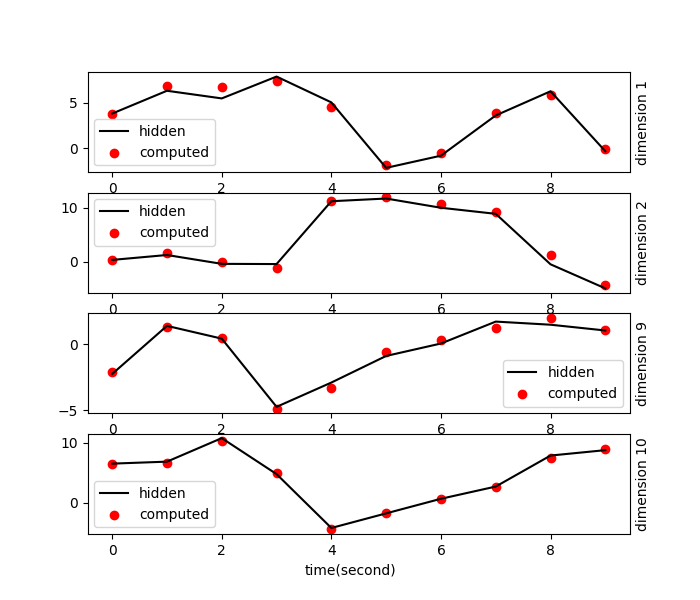 5
0
hidden
computed
0 2 4 6 8
dimension 1
10
0
hidden
computed
0 2 4 6 8
dimension 2
0
−5
hidden
computed
0 2 4 6 8
dimension 9
10
0
hidden
computed
0 2 4 6 8
dimension 10
time(second)